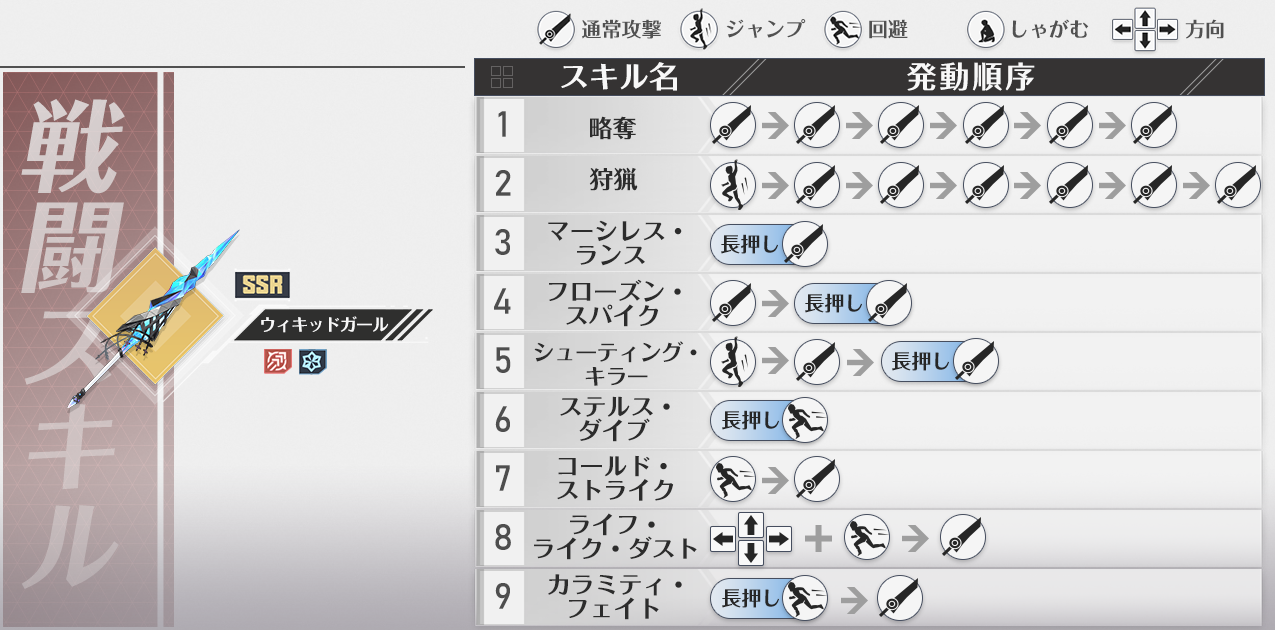 通常攻撃 ジャンプ 回避 しゃがむ 方向
スキル名 発動順序
戦闘スキル
SSR
ウィキッドガール
1 略奪
2 狩猟
3 マーシレス・
ランス
長押し
4 フローズン・
スパイク
長押し
5 シューティング・
キラー
長押し
6 ステルス・
ダイブ
長押し
7 コールド・
ストライク
8 ライフ・
ライク・ダスト
9 カラミティ・
フェイト
長押し